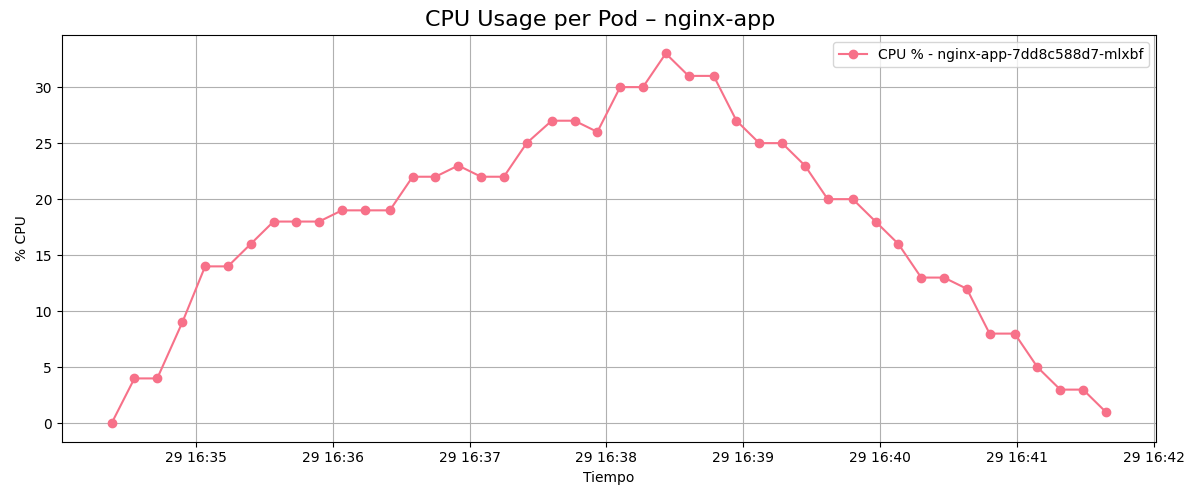 CPU Usage per Pod – nginx-app
CPU % - nginx-app-7dd8c588d7-mlxbf
% CPU
30
25
20
15
10
5
0
29 16:35 29 16:36 29 16:37 29 16:38 29 16:39 29 16:40 29 16:41 29 16:42
Tiempo